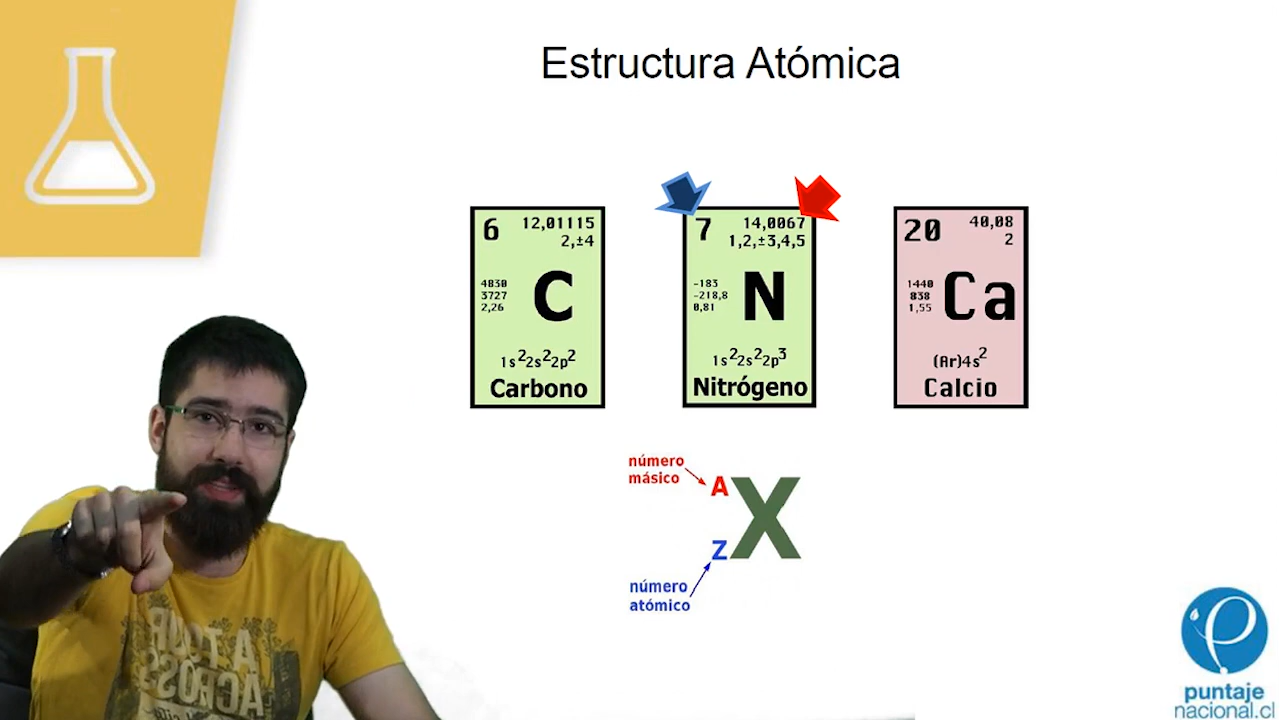 Estructura Atómica
6 12,01115
2,±4
4830
3727
2,26
C
1s²2s²2p²
Carbono
7 14,0067
1,2,±3,4,5
-183
-218,8
0,81
N
1s²2s²2p³
Nitrógeno
20 40,08
2
1440
838
1,55
Ca
(Ar)4s²
Calcio
número
másico
A
X
Z
número
atómico
A TOUR
ACROSS
puntaje
nacional.cl